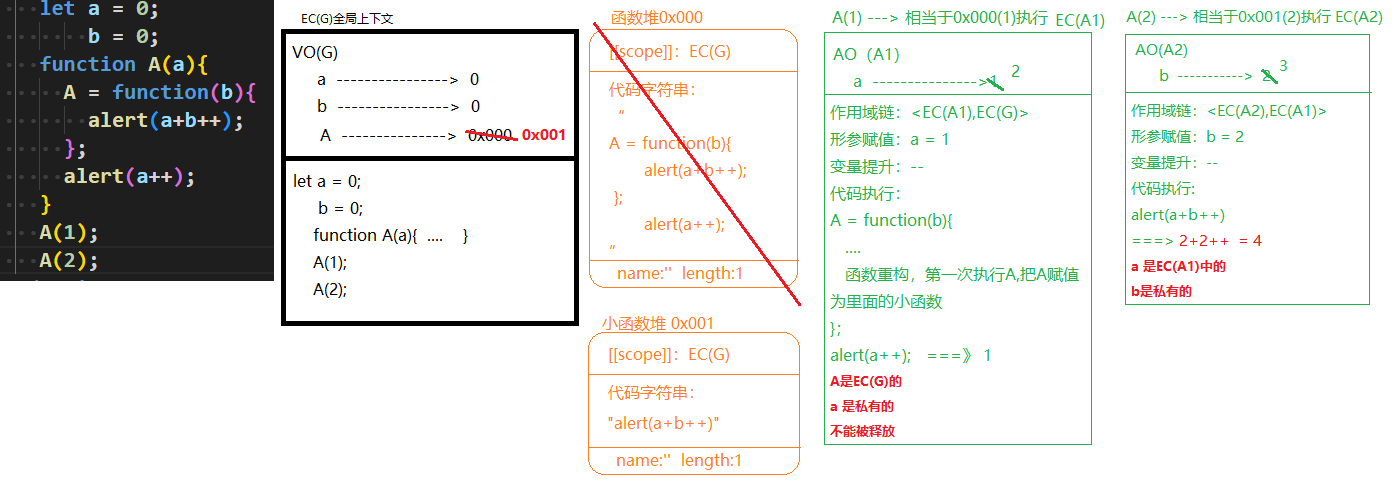 let a = 0;
b = 0;
function A(a){
A = function(b){
alert(a+b++);
};
alert(a++);
}
A(1);
A(2);
EC(G)全局上下文
VO(G)
a ---------------> 0
b ---------------> 0
A --------------> 0x000 0x001
let a = 0;
b = 0;
function A(a){ .... }
A(1);
A(2);
函数堆0x000
[[scope]]：EC(G)
代码字符串：
“
A = function(b){
alert(a+b++);
};
alert(a++);
”
name:'' length:1
小函数堆 0x001
[[scope]]：EC(G)
代码字符串：
"alert(a+b++)"
name:'' length:1
A(1) ---> 相当于0x000(1)执行 EC(A1)
AO（A1）
a --------------->1 2
作用域链：<EC(A1),EC(G)>
形参赋值：a = 1
变量提升：--
代码执行：
A = function(b){
....
函数重构，第一次执行A,把A赋值
为里面的小函数
};
alert(a++); ===》 1
A是EC(G)的
a 是私有的
不能被释放
A(2) ---> 相当于0x001(2)执行 EC(A2)
AO(A2)
b -----------> 2 3
作用域链：<EC(A2),EC(A1)>
形参赋值：b = 2
变量提升：--
代码执行:
alert(a+b++)
===> 2+2++ = 4
a 是EC(A1)中的
b是私有的